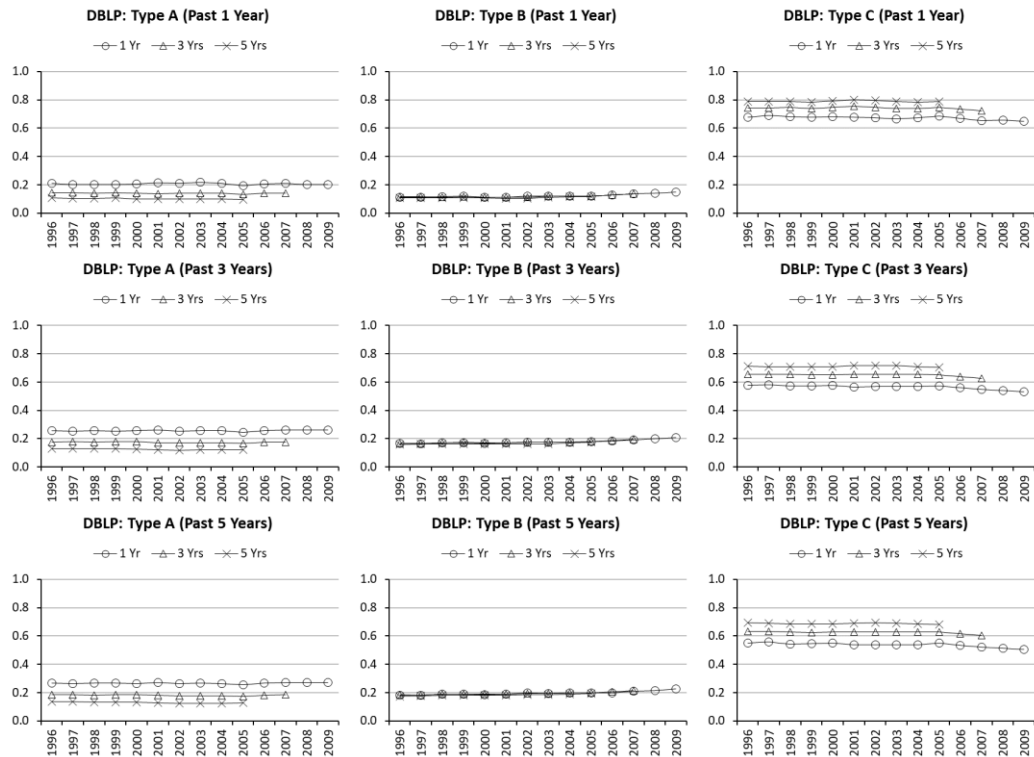 DBLP: Type A (Past 1 Year) DBLP: Type B (Past 1 Year) DBLP: Type C (Past 1 Year)
1 Yr 3 Yrs 5 Yrs 1 Yr 3 Yrs 5 Yrs 1 Yr 3 Yrs 5 Yrs
1.0 1.0 1.0
0.8 0.8 0.8
0.6 0.6 0.6
0.4 0.4 0.4
0.2 0.2 0.2
0.0 0.0 0.0
1996 1997 1998 1999 2000 2001 2002 2003 2004 2005 2006 2007 2008 2009 1996 1997 1998 1999 2000 2001 2002 2003 2004 2005 2006 2007 2008 2009 1996 1997 1998 1999 2000 2001 2002 2003 2004 2005 2006 2007 2008 2009
DBLP: Type A (Past 3 Years) DBLP: Type B (Past 3 Years) DBLP: Type C (Past 3 Years)
1 Yr 3 Yrs 5 Yrs 1 Yr 3 Yrs 5 Yrs 1 Yr 3 Yrs 5 Yrs
1.0 1.0 1.0
0.8 0.8 0.8
0.6 0.6 0.6
0.4 0.4 0.4
0.2 0.2 0.2
0.0 0.0 0.0
1996 1997 1998 1999 2000 2001 2002 2003 2004 2005 2006 2007 2008 2009 1996 1997 1998 1999 2000 2001 2002 2003 2004 2005 2006 2007 2008 2009 1996 1997 1998 1999 2000 2001 2002 2003 2004 2005 2006 2007 2008 2009
DBLP: Type A (Past 5 Years) DBLP: Type B (Past 5 Years) DBLP: Type C (Past 5 Years)
1 Yr 3 Yrs 5 Yrs 1 Yr 3 Yrs 5 Yrs 1 Yr 3 Yrs 5 Yrs
1.0 1.0 1.0
0.8 0.8 0.8
0.6 0.6 0.6
0.4 0.4 0.4
0.2 0.2 0.2
0.0 0.0 0.0
1996 1997 1998 1999 2000 2001 2002 2003 2004 2005 2006 2007 2008 2009 1996 1997 1998 1999 2000 2001 2002 2003 2004 2005 2006 2007 2008 2009 1996 1997 1998 1999 2000 2001 2002 2003 2004 2005 2006 2007 2008 2009